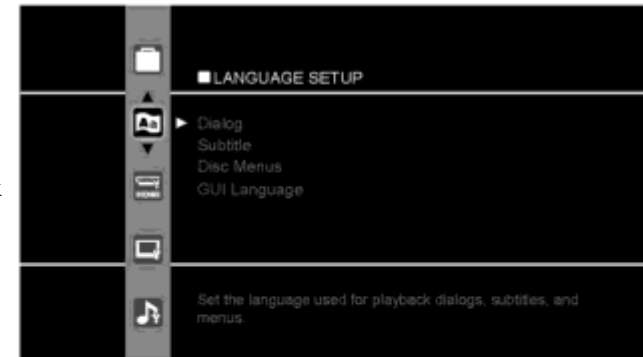 LANGUAGE SETUP
Dialog
Subtitle
Disc Menus
GUI Language
Set the language used for playback dialogs, subtitles, and
menus.